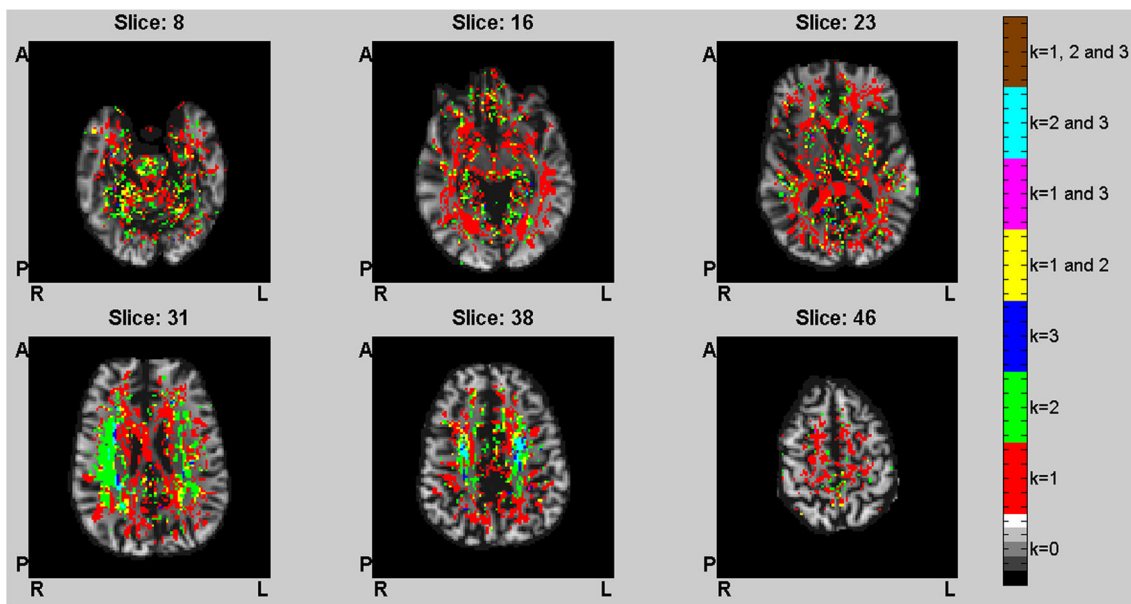 Slice: 8
Slice: 16
Slice: 23
A
A
A
P
P
P
R
L
R
L
R
L
Slice: 31
Slice: 38
Slice: 46
A
A
A
P
P
P
R
L
R
L
R
L
k=1, 2 and 3
k=2 and 3
k=1 and 3
k=1 and 2
k=3
k=2
k=1
k=0